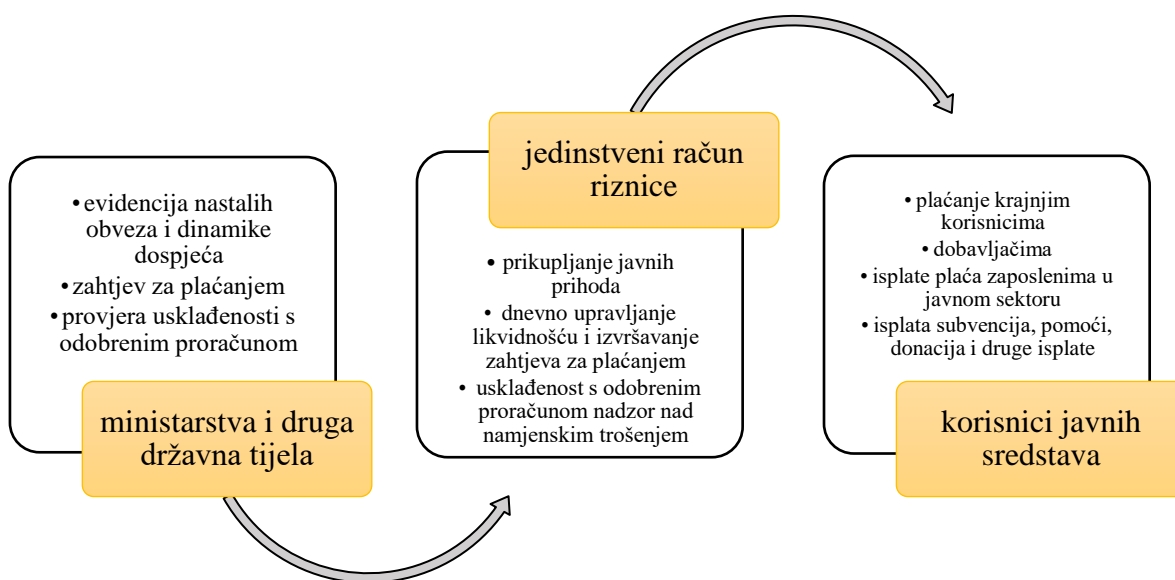 • evidencija nastalih
obveza i dinamike
dospjeća
• zahtjev za plaćanjem
• provjera usklađenosti s
odobrenim proračunom
ministarstva i druga
državna tijela
jedinstveni račun
riznice
• prikupljanje javnih
prihoda
• dnevno upravljanje
likvidnošću i izvršavanje
zahtjeva za plaćanjem
• usklađenost s odobrenim
proračunom nadzor nad
namjenskim trošenjem
• plaćanje krajnjim
korisnicima
• dobavljačima
• isplate plaća zaposlenima u
javnom sektoru
• isplata subvencija, pomoći,
donacija i druge isplate
korisnici javnih
sredstava